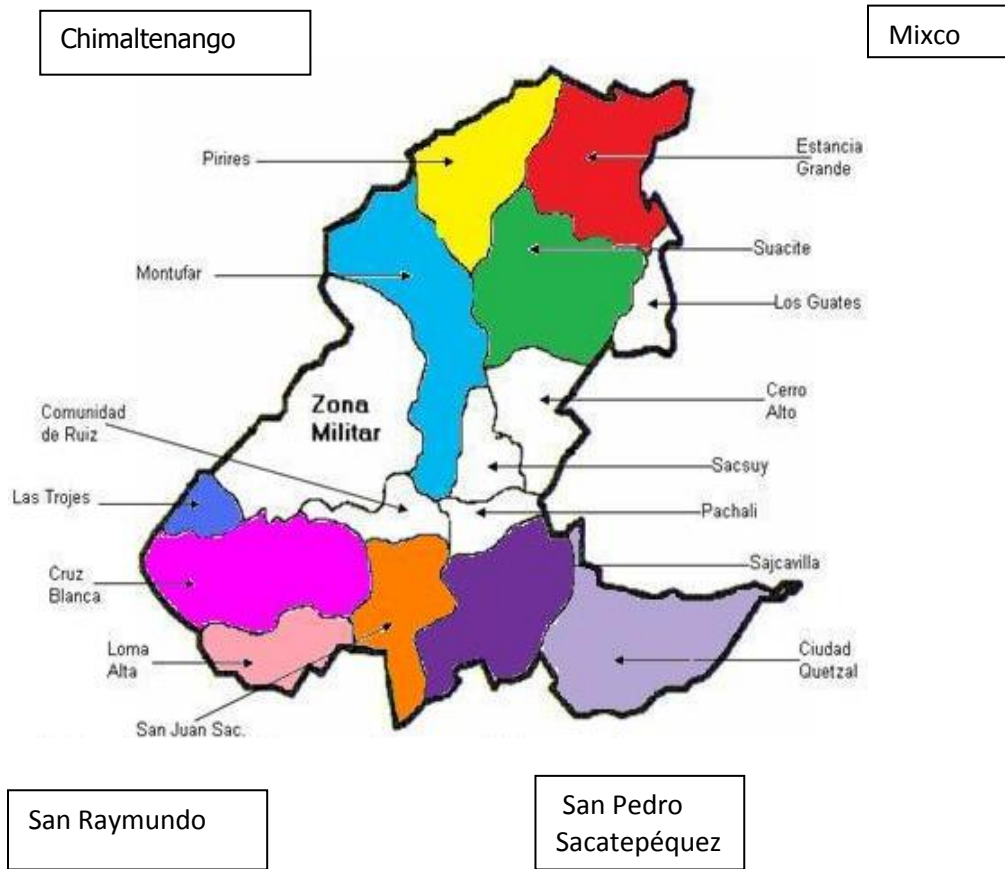 Chimaltenango
Mixco
Pirires
Estancia
Grande
Suacite
Montufar
Los Guates
Zona
Militar
Cerro
Alto
Comunidad
de Ruiz
Sacsuy
Las Trojes
Pachali
Sajcavilla
Cruz
Blanca
Loma
Alta
Ciudad
Quetzal
San Juan Sac.
San Raymundo
San Pedro
Sacatepéquez